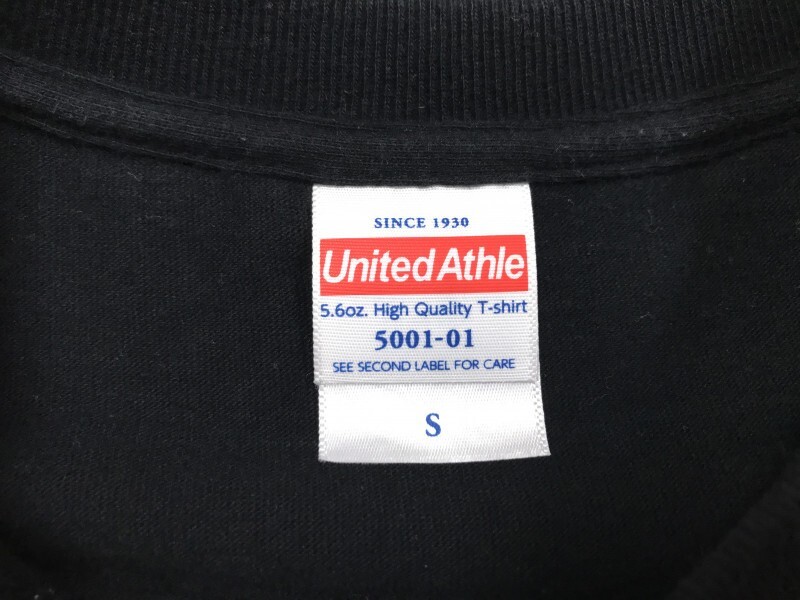 SINCE 1930
United Athle
5.6oz. High Quality T-shirt
5001-01
SEE SECOND LABEL FOR CARE
S